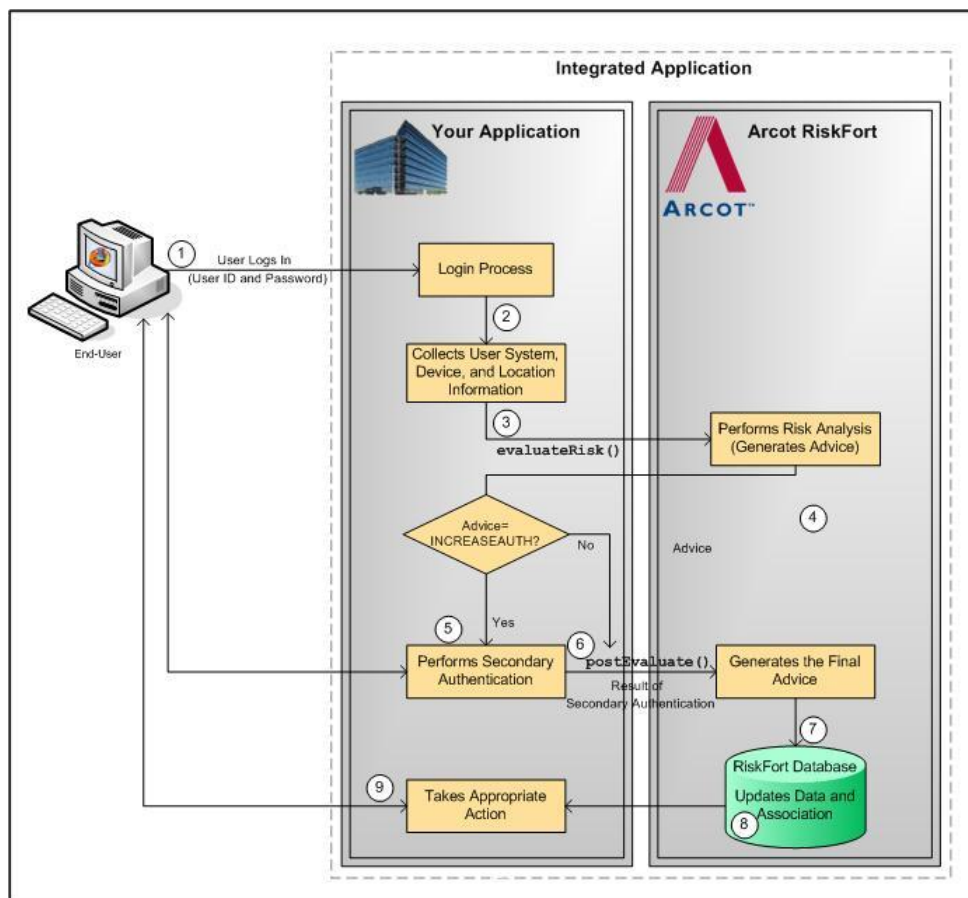 Integrated Application
Your Application
Arcot RiskFort
ARCOT™
1
User Logs In
(User ID and Password)
End-User
Login Process
2
Collects User System,
Device, and Location
Information
3
evaluateRisk()
Performs Risk Analysis
(Generates Advice)
4
Advice=
INCREASEAUTH?
No
Advice
Yes
5
Performs Secondary
Authentication
6
postEvaluate()
Result of
Secondary Authentication
Generates the Final
Advice
7
RiskFort Database
Updates Data and
Association
8
9
Takes Appropriate
Action